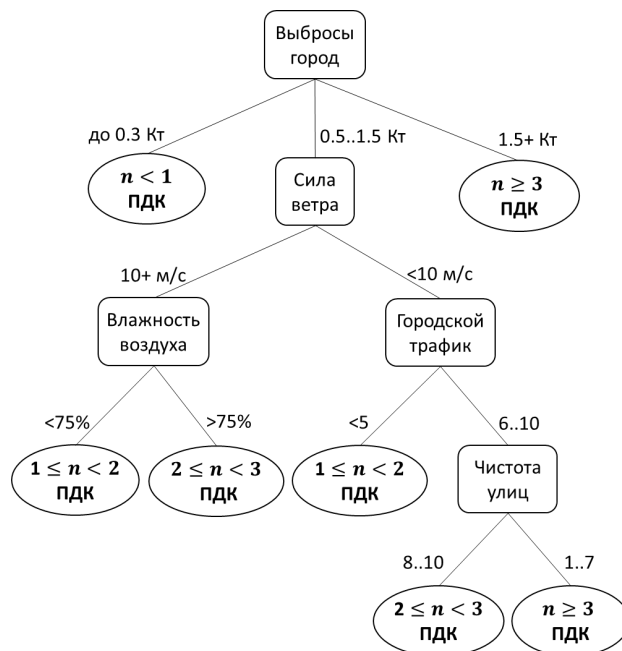 Выбросы
город
до 0.3 Кт
0.5..1.5 Кт
1.5+ Кт
n < 1
ПДК
Сила
ветра
n ≥ 3
ПДК
10+ м/с
<10 м/с
Влажность
воздуха
Городской
трафик
<75%
>75%
<5
6..10
1 ≤ n < 2
ПДК
2 ≤ n < 3
ПДК
1 ≤ n < 2
ПДК
Чистота
улиц
8..10
1..7
2 ≤ n < 3
ПДК
n ≥ 3
ПДК